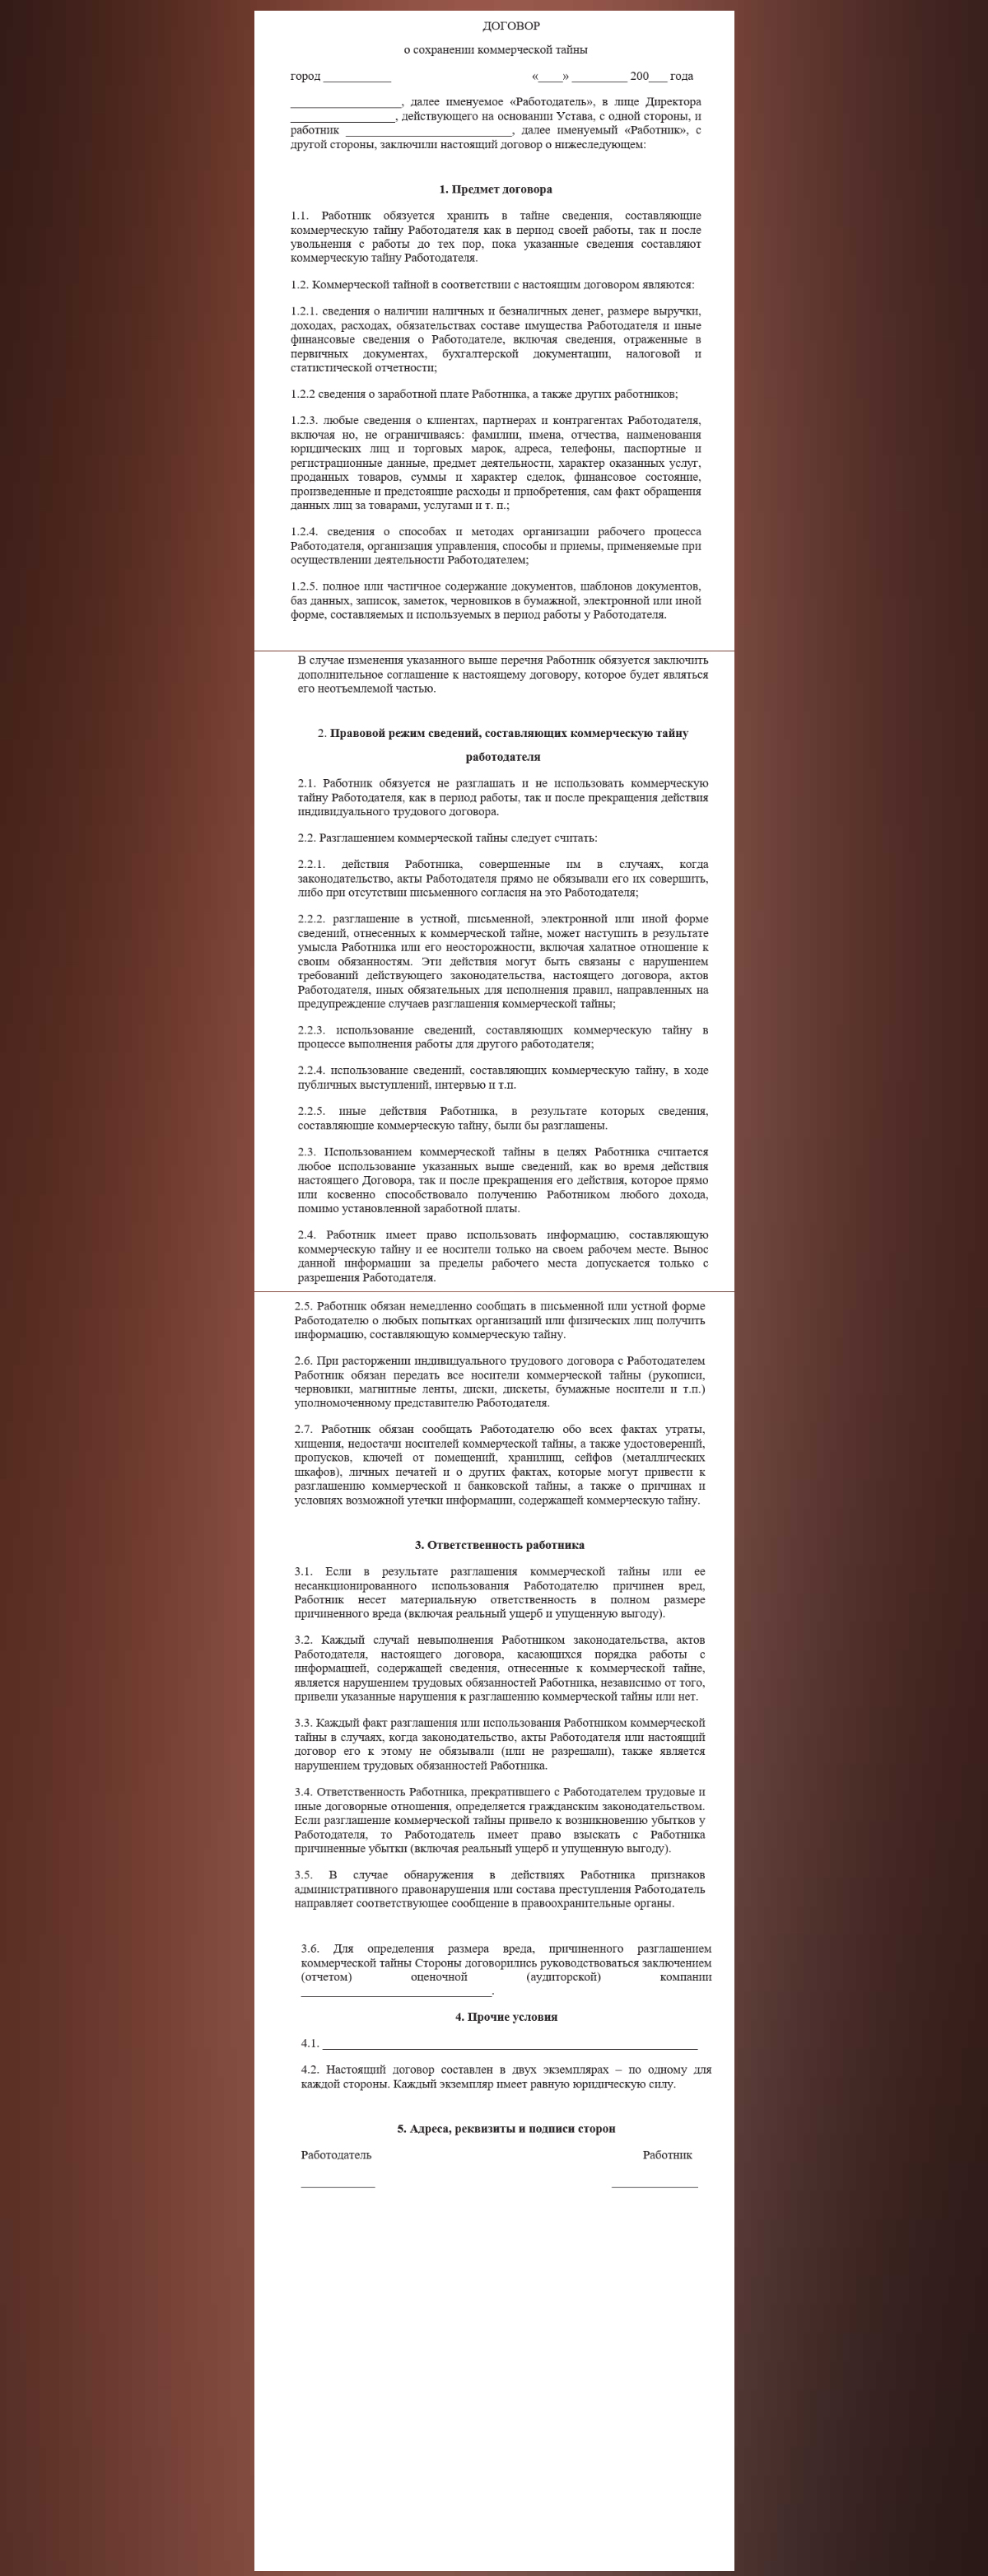 ДОГОВОР
о сохранении коммерческой тайны
город ___________ «____» _________ 200___ года
__________________, далее именуемое «Работодатель», в лице Директора
_________________, действующего на основании Устава, с одной стороны, и
работник ___________________________, далее именуемый «Работник», с
другой стороны, заключили настоящий договор о нижеследующем:
1. Предмет договора
1.1. Работник обязуется хранить в тайне сведения, составляющие
коммерческую тайну Работодателя как в период своей работы, так и после
увольнения с работы до тех пор, пока указанные сведения составляют
коммерческую тайну Работодателя.
1.2. Коммерческой тайной в соответствии с настоящим договором являются:
1.2.1. сведения о наличии наличных и безналичных денег, размере выручки,
доходах, расходах, обязательствах составе имущества Работодателя и иные
финансовые сведения о Работодателе, включая сведения, отраженные в
первичных документах, бухгалтерской документации, налоговой и
статистической отчетности;
1.2.2 сведения о заработной плате Работника, а также других работников;
1.2.3. любые сведения о клиентах, партнерах и контрагентах Работодателя,
включая но, не ограничиваясь: фамилии, имена, отчества, наименования
юридических лиц и торговых марок, адреса, телефоны, паспортные и
регистрационные данные, предмет деятельности, характер оказанных услуг,
проданных товаров, суммы и характер сделок, финансовое состояние,
произведенные и предстоящие расходы и приобретения, сам факт обращения
данных лиц за товарами, услугами и т. п.;
1.2.4. сведения о способах и методах организации рабочего процесса
Работодателя, организация управления, способы и приемы, применяемые при
осуществлении деятельности Работодателем;
1.2.5. полное или частичное содержание документов, шаблонов документов,
баз данных, записок, заметок, черновиков в бумажной, электронной или иной
форме, составляемых и используемых в период работы у Работодателя.
В случае изменения указанного выше перечня Работник обязуется заключить
дополнительное соглашение к настоящему договору, которое будет являться
его неотъемлемой частью.
2. Правовой режим сведений, составляющих коммерческую тайну
работодателя
2.1. Работник обязуется не разглашать и не использовать коммерческую
тайну Работодателя, как в период работы, так и после прекращения действия
индивидуального трудового договора.
2.2. Разглашением коммерческой тайны следует считать:
2.2.1. действия Работника, совершенные им в случаях, когда
законодательство, акты Работодателя прямо не обязывали его их совершить,
либо при отсутствии письменного согласия на это Работодателя;
2.2.2. разглашение в устной, письменной, электронной или иной форме
сведений, отнесенных к коммерческой тайне, может наступить в результате
умысла Работника или его неосторожности, включая халатное отношение к
своим обязанностям. Эти действия могут быть связаны с нарушением
требований действующего законодательства, настоящего договора, актов
Работодателя, иных обязательных для исполнения правил, направленных на
предупреждение случаев разглашения коммерческой тайны;
2.2.3. использование сведений, составляющих коммерческую тайну в
процессе выполнения работы для другого работодателя;
2.2.4. использование сведений, составляющих коммерческую тайну, в ходе
публичных выступлений, интервью и т.п.
2.2.5. иные действия Работника, в результате которых сведения,
составляющие коммерческую тайну, были бы разглашены.
2.3. Использованием коммерческой тайны в целях Работника считается
любое использование указанных выше сведений, как во время действия
настоящего Договора, так и после прекращения его действия, которое прямо
или косвенно способствовало получению Работником любого дохода,
помимо установленной заработной платы.
2.4. Работник имеет право использовать информацию, составляющую
коммерческую тайну и ее носители только на своем рабочем месте. Вынос
данной информации за пределы рабочего места допускается только с
разрешения Работодателя.
2.5. Работник обязан немедленно сообщать в письменной или устной форме
Работодателю о любых попытках организаций или физических лиц получить
информацию, составляющую коммерческую тайну.
2.6. При расторжении индивидуального трудового договора с Работодателем
Работник обязан передать все носители коммерческой тайны (рукописи,
черновики, магнитные ленты, диски, дискеты, бумажные носители и т.п.)
уполномоченному представителю Работодателя.
2.7. Работник обязан сообщать Работодателю обо всех фактах утраты,
хищения, недостачи носителей коммерческой тайны, а также удостоверений,
пропусков, ключей от помещений, хранилищ, сейфов (металлических
шкафов), личных печатей и о других фактах, которые могут привести к
разглашению коммерческой и банковской тайны, а также о причинах и
условиях возможной утечки информации, содержащей коммерческую тайну.
3. Ответственность работника
3.1. Если в результате разглашения коммерческой тайны или ее
несанкционированного использования Работодателю причинен вред,
Работник несет материальную ответственность в полном размере
причиненного вреда (включая реальный ущерб и упущенную выгоду).
3.2. Каждый случай невыполнения Работником законодательства, актов
Работодателя, настоящего договора, касающихся порядка работы с
информацией, содержащей сведения, отнесенные к коммерческой тайне,
является нарушением трудовых обязанностей Работника, независимо от того,
привели указанные нарушения к разглашению коммерческой тайны или нет.
3.3. Каждый факт разглашения или использования Работником коммерческой
тайны в случаях, когда законодательство, акты Работодателя или настоящий
договор его к этому не обязывали (или не разрешали), также является
нарушением трудовых обязанностей Работника.
3.4. Ответственность Работника, прекратившего с Работодателем трудовые и
иные договорные отношения, определяется гражданским законодательством.
Если разглашение коммерческой тайны привело к возникновению убытков у
Работодателя, то Работодатель имеет право взыскать с Работника
причиненные убытки (включая реальный ущерб и упущенную выгоду).
3.5. В случае обнаружения в действиях Работника признаков
административного правонарушения или состава преступления Работодатель
направляет соответствующее сообщение в правоохранительные органы.
3.6. Для определения размера вреда, причиненного разглашением
коммерческой тайны Стороны договорились руководствоваться заключением
(отчетом) оценочной (аудиторской) компании
_______________________________.
4. Прочие условия
4.1. _____________________________________________________________
4.2. Настоящий договор составлен в двух экземплярах – по одному для
каждой стороны. Каждый экземпляр имеет равную юридическую силу.
5. Адреса, реквизиты и подписи сторон
Работодатель Работник
____________ ______________